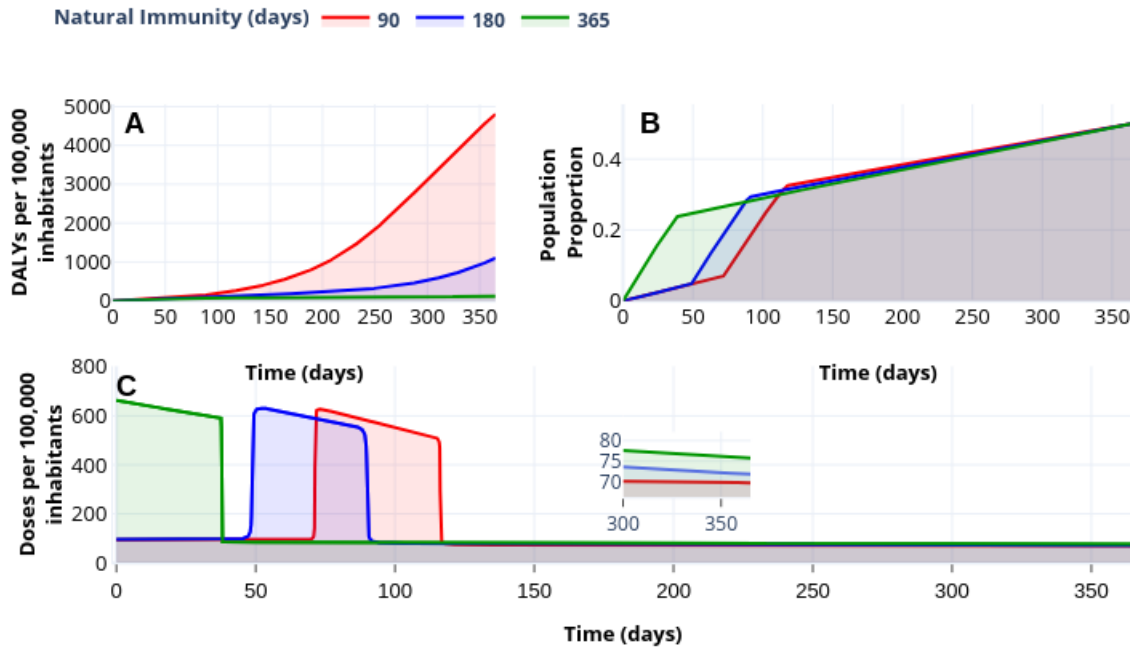 Natural Immunity (days) 90 180 365
A
DALYs per 100,000
inhabitants
5000
4000
3000
2000
1000
0
0 50 100 150 200 250 300 350
Time (days)
B
Population
Proportion
0.4
0.2
0
0 50 100 150 200 250 300 350
Time (days)
C
Doses per 100,000
inhabitants
800
600
400
200
0
80
75
70
300 350
0 50 100 150 200 250 300 350
Time (days)